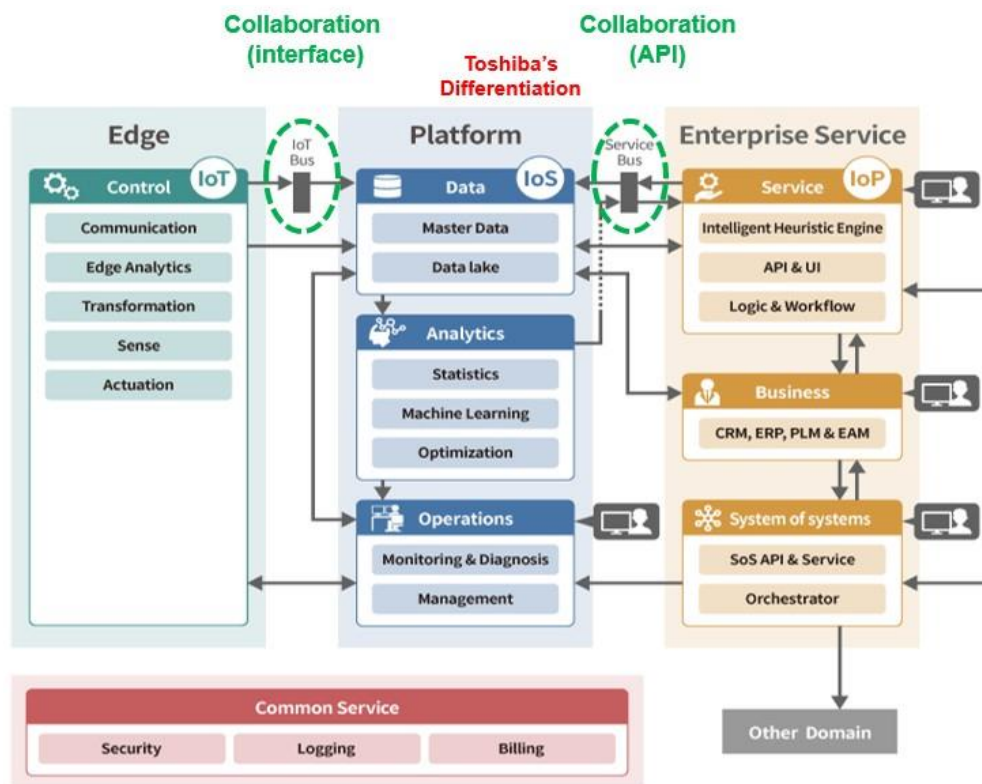 Collaboration
(interface)
Collaboration
(API)
Toshiba's
Differentiation
Edge
IoT
Bus
Platform
Service
Bus
Enterprise Service
Control
IoT
Communication
Edge Analytics
Transformation
Sense
Actuation
Data
IoS
Master Data
Data lake
Analytics
Statistics
Machine Learning
Optimization
Operations
Monitoring & Diagnosis
Management
Service
IoP
Intelligent Heuristic Engine
API & UI
Logic & Workflow
Business
CRM, ERP, PLM & EAM
System of systems
SoS API & Service
Orchestrator
Common Service
Security
Logging
Billing
Other Domain